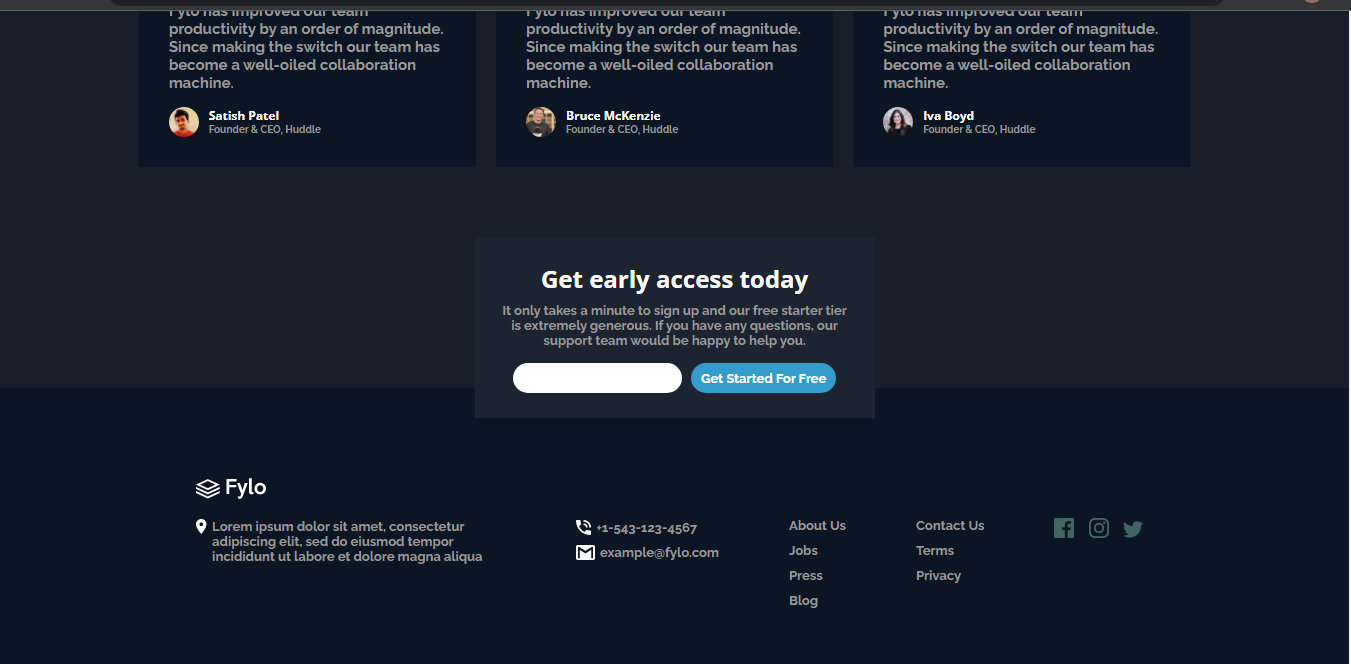 Fylo has improved our team
productivity by an order of magnitude.
Since making the switch our team has
become a well-oiled collaboration
machine.
Satish Patel
Founder & CEO, Huddle
Fylo has improved our team
productivity by an order of magnitude.
Since making the switch our team has
become a well-oiled collaboration
machine.
Bruce McKenzie
Founder & CEO, Huddle
Fylo has improved our team
productivity by an order of magnitude.
Since making the switch our team has
become a well-oiled collaboration
machine.
Iva Boyd
Founder & CEO, Huddle
Get early access today
It only takes a minute to sign up and our free starter tier
is extremely generous. If you have any questions, our
support team would be happy to help you.
Get Started For Free
Fylo
Lorem ipsum dolor sit amet, consectetur
adipiscing elit, sed do eiusmod tempor
incididunt ut labore et dolore magna aliqua
+1-543-123-4567
example@fylo.com
About Us
Jobs
Press
Blog
Contact Us
Terms
Privacy